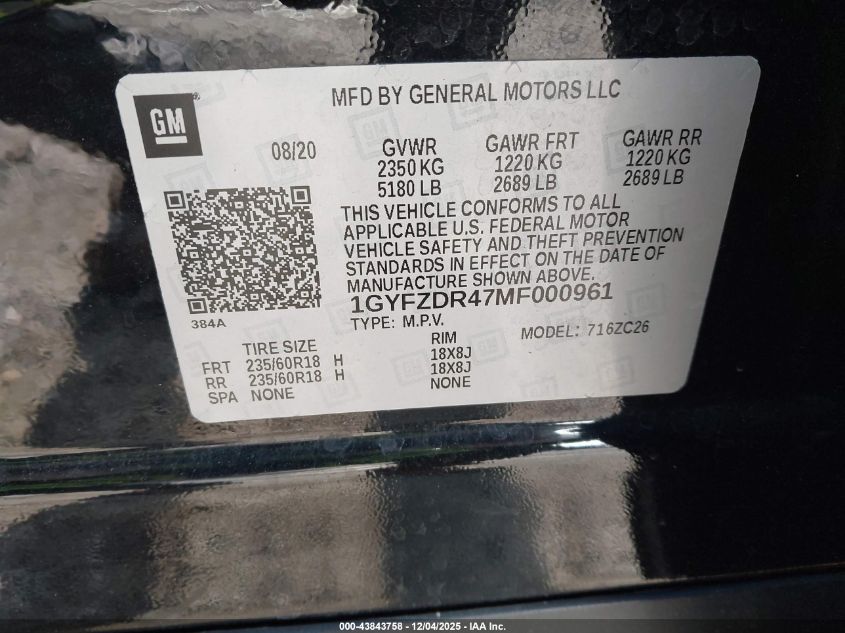 MFD BY GENERAL MOTORS LLC
GM
08/20
GVWR GAWR FRT GAWR RR
2350 KG 1220 KG 1220 KG
5180 LB 2689 LB 2689 LB
THIS VEHICLE CONFORMS TO ALL
APPLICABLE U.S. FEDERAL MOTOR
VEHICLE SAFETY AND THEFT PREVENTION
STANDARDS IN EFFECT ON THE DATE OF
MANUFACTURE SHOWN ABOVE.
1GYFZDR47MF000961
384A
TYPE: M.P.V. MODEL: 716ZC26
TIRE SIZE RIM
FRT 235/60R18 H 18X8J
RR 235/60R18 H 18X8J
SPA NONE NONE
000-43843758 - 12/04/2025 - IAA Inc.